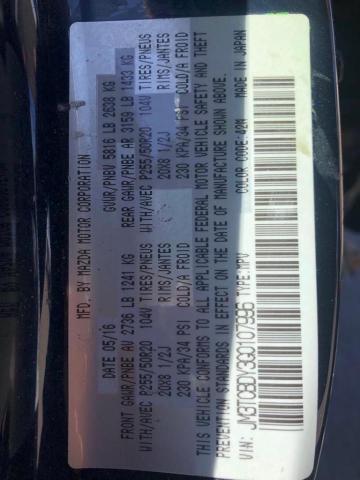 MFD. BY MAZDA MOTOR CORPORATION
DATE 05/16 GVWR/PNBV 5816 LB 2638 KG
FRONT GAWR/PNBE AV 2736 LB 1241 KG REAR GAWR/PNBE AR 3159 LB 1433 KG
WITH/AVEC P255/50R20 104V TIRES/PNEUS WITH/AVEC P255/50R20 104V TIRES/PNEUS
20X8 1/2J RIMS/JANTES 20X8 1/2J RIMS/JANTES
230 KPA/34 PSI COLD/A FROID 230 KPA/34 PSI COLD/A FROID
THIS VEHICLE CONFORMS TO ALL APPLICABLE FEDERAL MOTOR VEHICLE SAFETY AND THEFT
STANDARDS IN EFFECT ON THE DATE OF MANUFACTURE SHOWN ABOVE.
VIN: JM3TCBDY3G0107996 TYPE:MPV COLOR CODE:42M MADE IN JAPAN